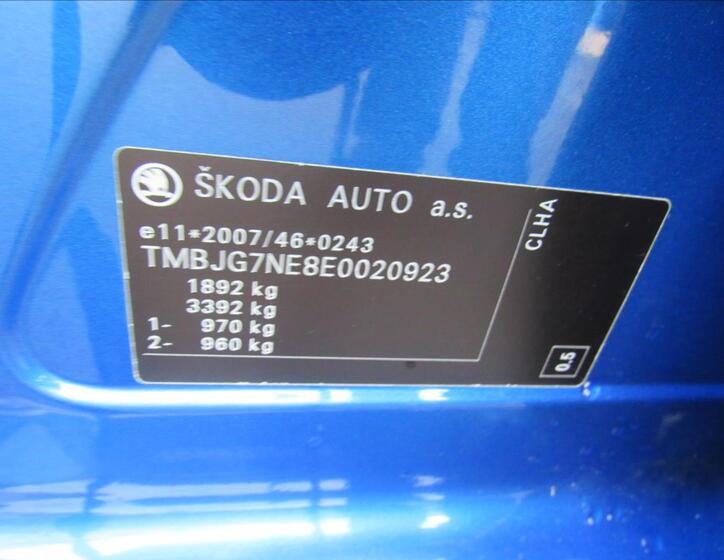 ŠKODA AUTO a.s.
e11*2007/46*0243
TMBJG7NE8E0020923
1892 kg
3392 kg
1- 970 kg
2- 960 kg
CLHA
0.5